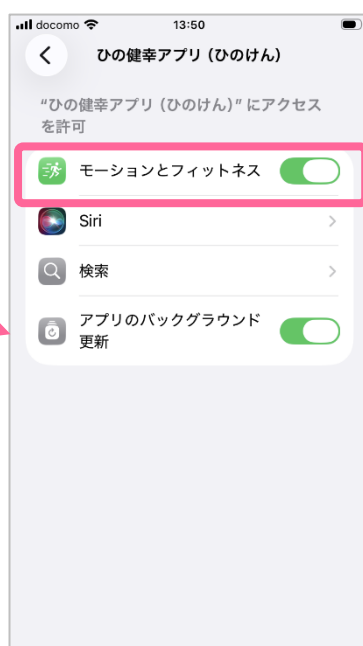 docomo 13:50
ひの健幸アプリ（ひのけん）
“ひの健幸アプリ（ひのけん）”にアクセス
を許可
モーションとフィットネス
Siri
検索
アプリのバックグラウンド
更新